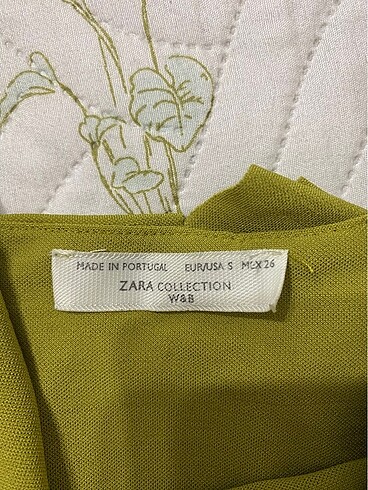 MADE IN PORTUGAL EUR/USA S MEX 26
ZARA COLLECTION
W&B